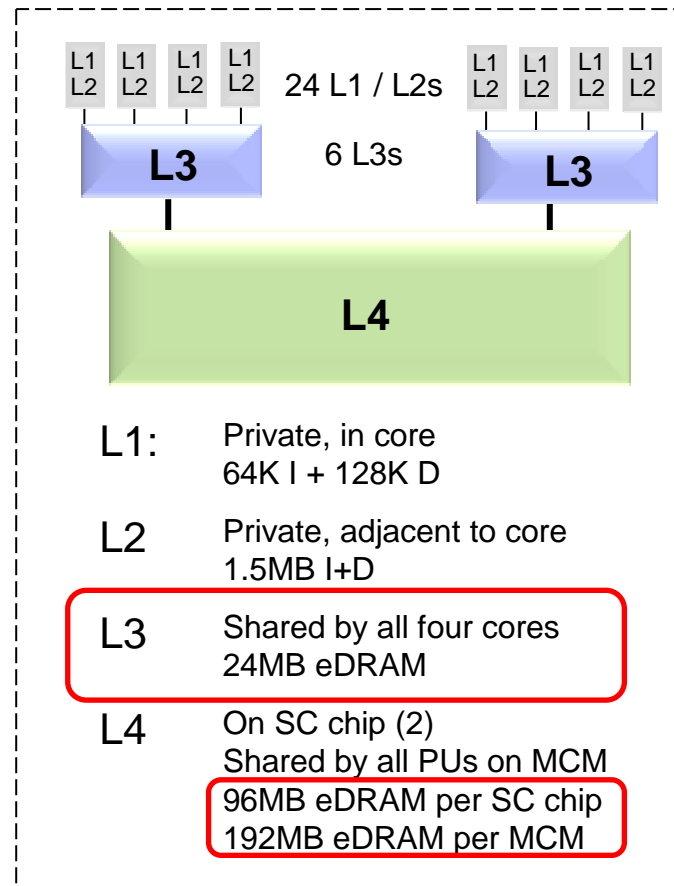 L1 L1 L1 L1
L2 L2 L2 L2
24 L1 / L2s
L1 L1 L1 L1
L2 L2 L2 L2
L3
6 L3s
L3
L4
L1: Private, in core
64K I + 128K D
L2 Private, adjacent to core
1.5MB I+D
L3 Shared by all four cores
24MB eDRAM
L4 On SC chip (2)
Shared by all PUs on MCM
96MB eDRAM per SC chip
192MB eDRAM per MCM